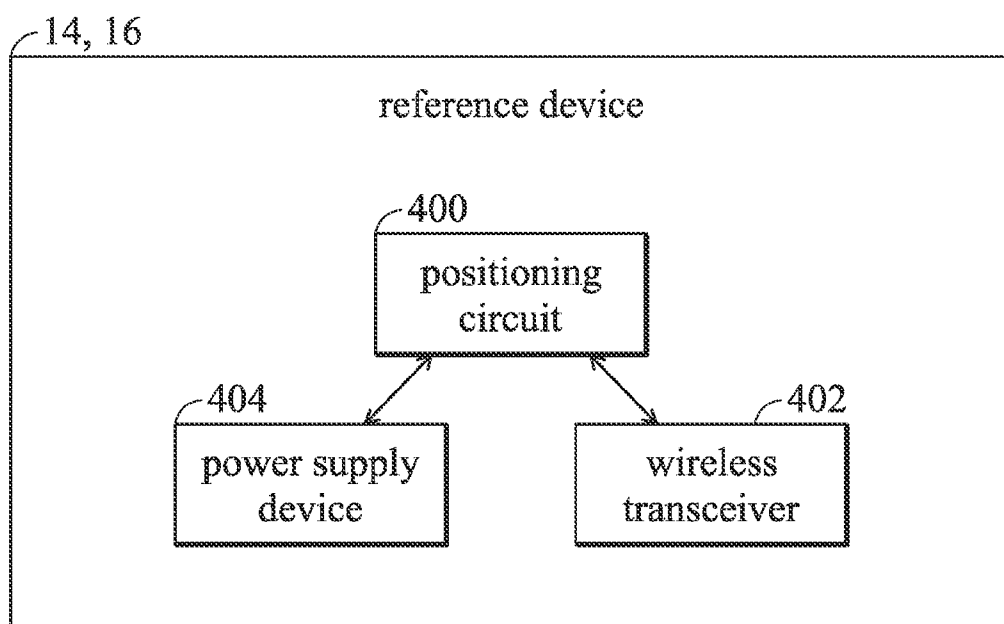 14, 16
reference device
400
positioning
circuit
404
power supply
device
402
wireless
transceiver